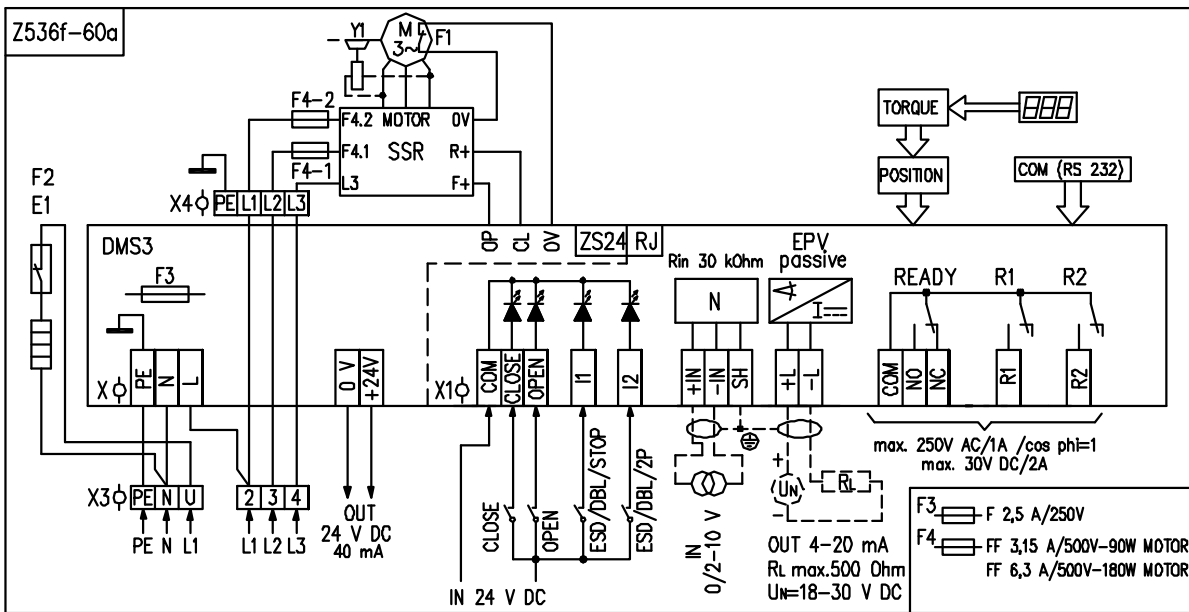 Z536f-60a
Y1
M
3~
F1
F4-2
F4.2 MOTOR 0V
SSR
F4.1
R+
F4-1
L3
F+
TORQUE
POSITION
COM (RS 232)
F2
E1
X4 PE L1 L2 L3
DMS3
F3
OP CL OV
ZS24 RJ
Rin 30 kOhm
N
EPV
passive
I
READY R1 R2
X PE N L
0 V +24V
X1 COM CLOSE OPEN I1 I2
+IN -IN SH
+L -L
COM NO NC
R1
R2
max. 250V AC/1A /cos phi=1
max. 30V DC/2A
X3 PE N U
2 3 4
PE N L1
L1 L2 L3
OUT
24 V DC
40 mA
CLOSE
OPEN
ESD/DBL/STOP
ESD/DBL/2P
IN 24 V DC
IN
0/2-10 V
+
UN
-
RL
OUT 4-20 mA
RL max.500 Ohm
UN=18-30 V DC
F3 F 2,5 A/250V
F4 FF 3,15 A/500V-90W MOTOR
FF 6,3 A/500V-180W MOTOR